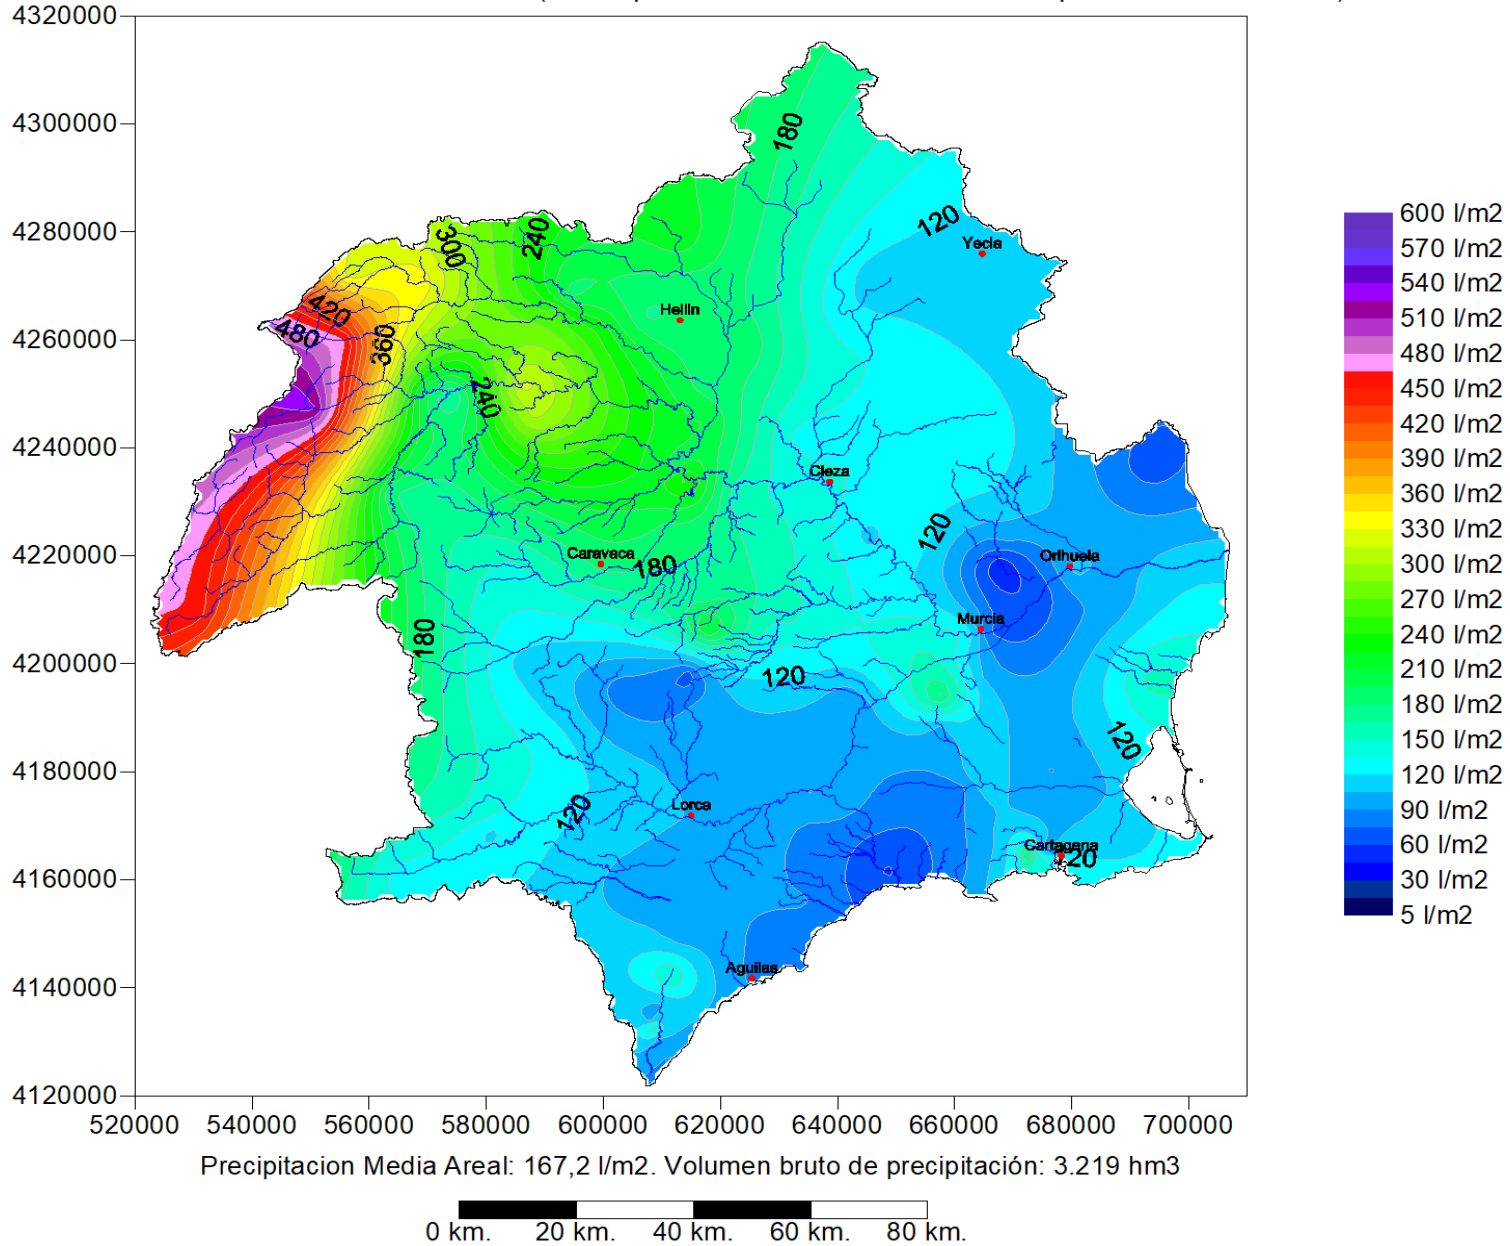 4320000
4300000
4280000
4260000
4240000
4220000
4200000
4180000
4160000
4140000
4120000
520000 540000 560000 580000 600000 620000 640000 660000 680000 700000
180
120
Yecla
300
240
420
480
360
Hellin
240
Cieza
120
Orihuela
Caravaca
180
Murcia
180
120
120
Lorca
120
Cartagena
120
Aguilas
600 l/m2
570 l/m2
540 l/m2
510 l/m2
480 l/m2
450 l/m2
420 l/m2
390 l/m2
360 l/m2
330 l/m2
300 l/m2
270 l/m2
240 l/m2
210 l/m2
180 l/m2
150 l/m2
120 l/m2
90 l/m2
60 l/m2
30 l/m2
5 l/m2
Precipitacion Media Areal: 167,2 l/m2. Volumen bruto de precipitación: 3.219 hm3
0 km. 20 km. 40 km. 60 km. 80 km.